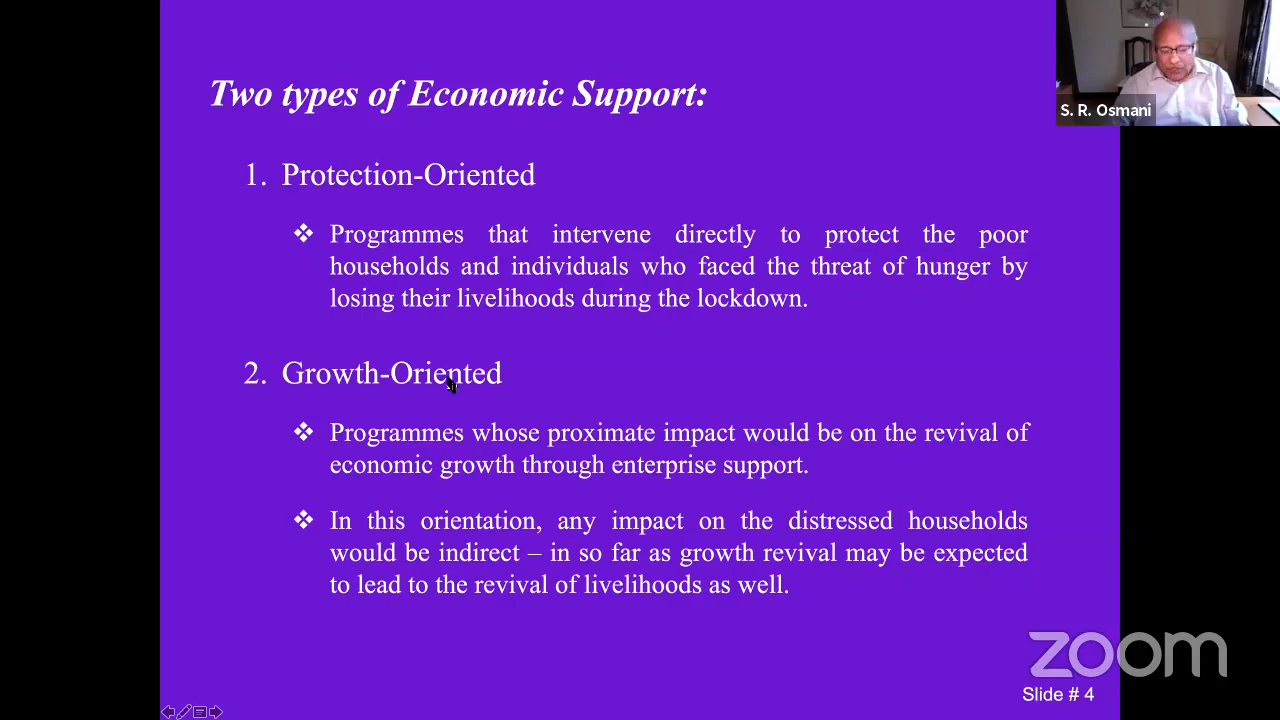 Two types of Economic Support:
S. R. Osmani
1. Protection-Oriented
❖ Programmes that intervene directly to protect the poor
households and individuals who faced the threat of hunger by
losing their livelihoods during the lockdown.
2. Growth-Oriented
❖ Programmes whose proximate impact would be on the revival of
economic growth through enterprise support.
❖ In this orientation, any impact on the distressed households
would be indirect – in so far as growth revival may be expected
to lead to the revival of livelihoods as well.
zoom
Slide # 4